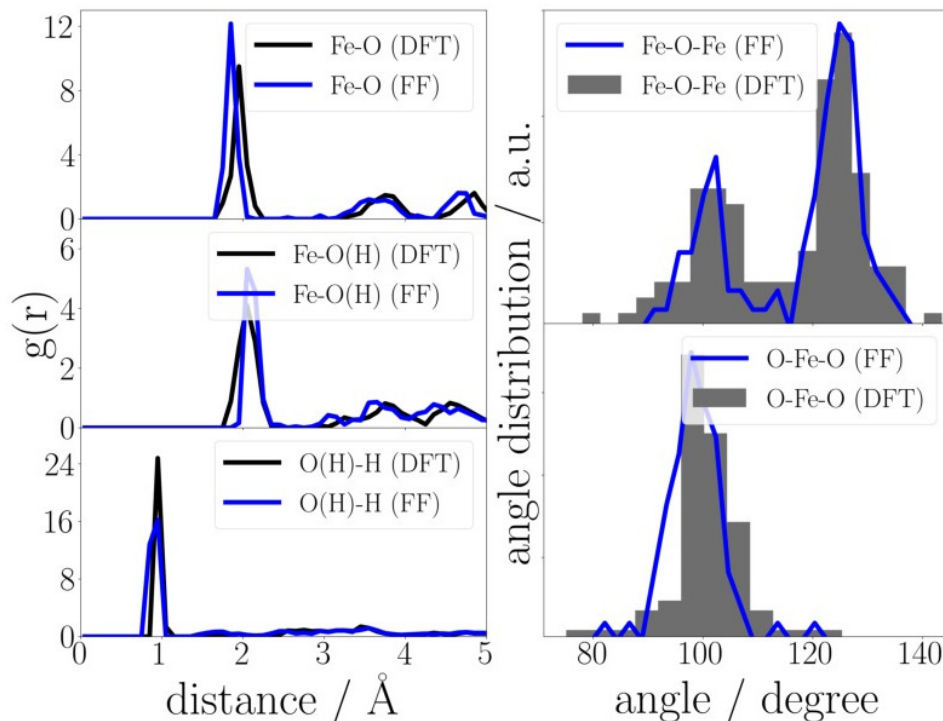 12
8
4
0
Fe-O (DFT)
Fe-O (FF)
6
4
2
0
Fe-O(H) (DFT)
Fe-O(H) (FF)
24
16
8
0
O(H)-H (DFT)
O(H)-H (FF)
g(r)
0 1 2 3 4 5
distance / Å
Fe-O-Fe (FF)
Fe-O-Fe (DFT)
O-Fe-O (FF)
O-Fe-O (DFT)
angle distribution / a.u.
80 100 120 140
angle / degree